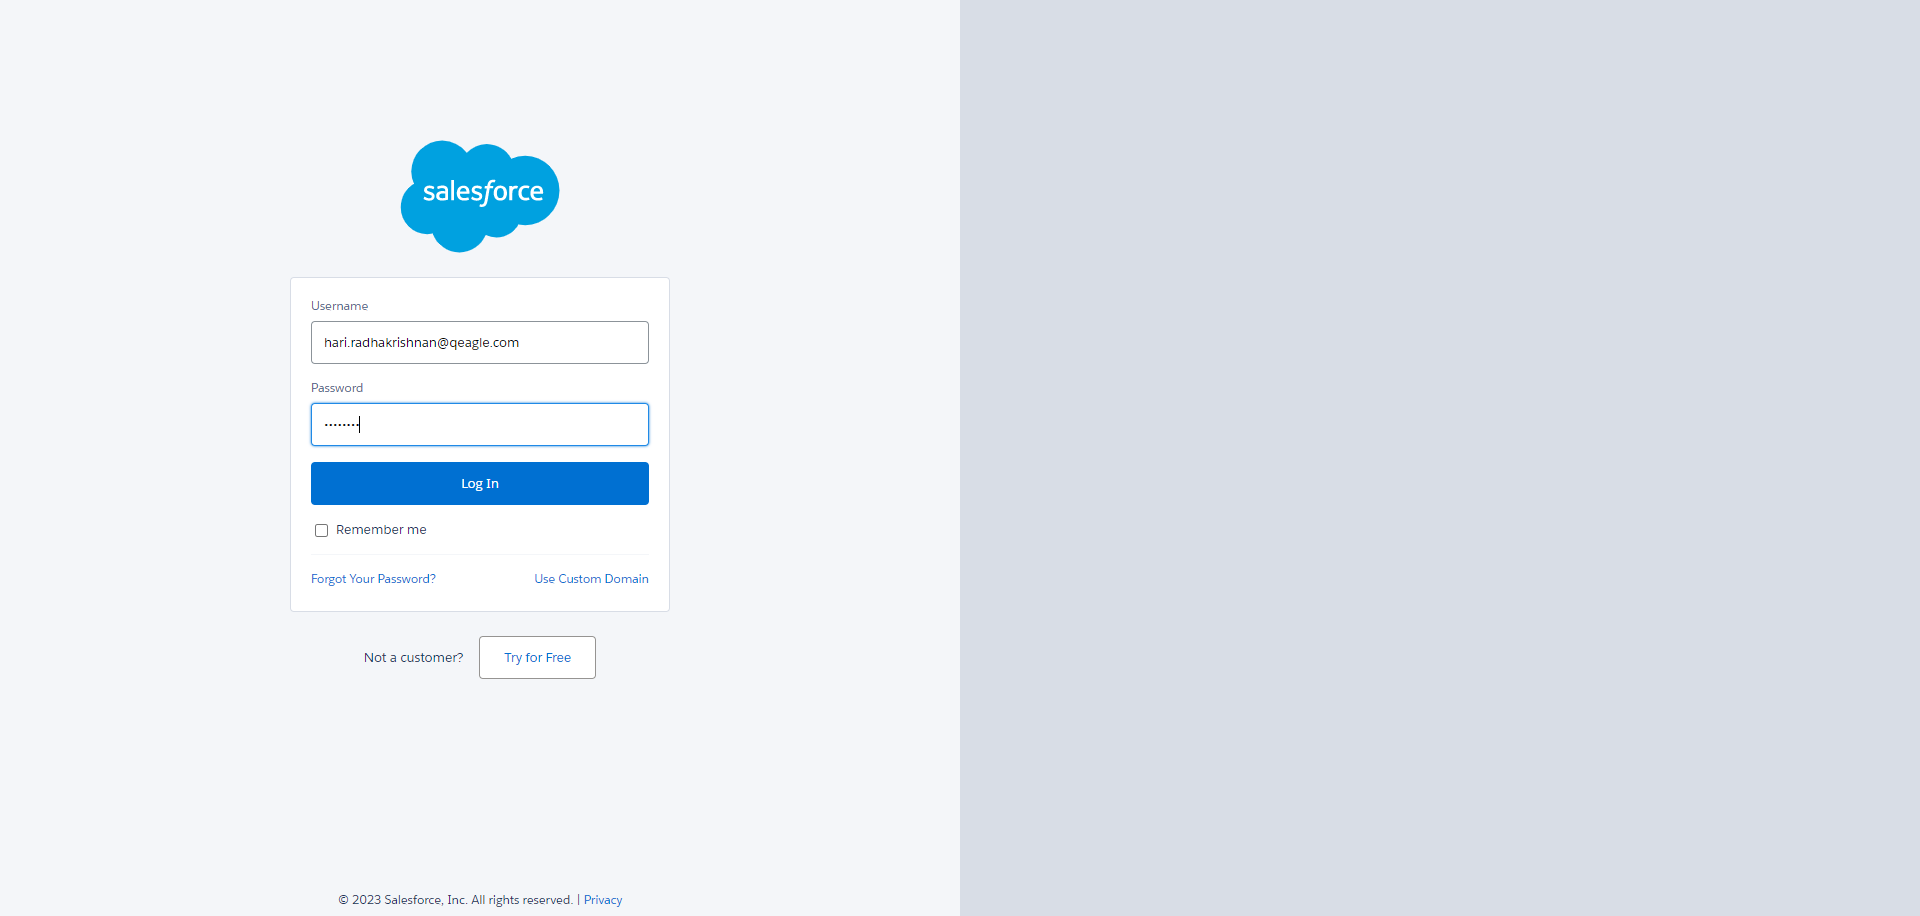 salesforce
Username
hari.radhakrishnan@qeagle.com
Password
••••••••
Log In
Remember me
Forgot Your Password? Use Custom Domain
Not a customer? Try for Free
© 2023 Salesforce, Inc. All rights reserved. | Privacy